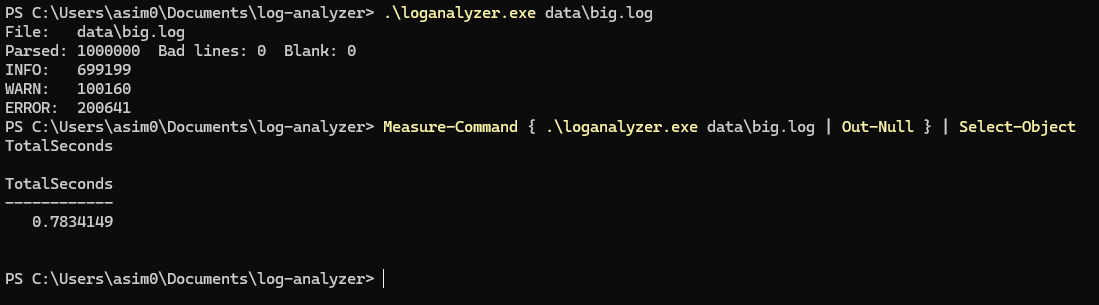 PS C:\Users\asim0\Documents\log-analyzer> .\loganalyzer.exe data\big.log
File:   data\big.log
Parsed: 1000000  Bad lines: 0  Blank: 0
INFO:   699199
WARN:   100160
ERROR:  200641
PS C:\Users\asim0\Documents\log-analyzer> Measure-Command { .\loganalyzer.exe data\big.log | Out-Null } | Select-Object
TotalSeconds
TotalSeconds
------------
   0.7834149
PS C:\Users\asim0\Documents\log-analyzer>